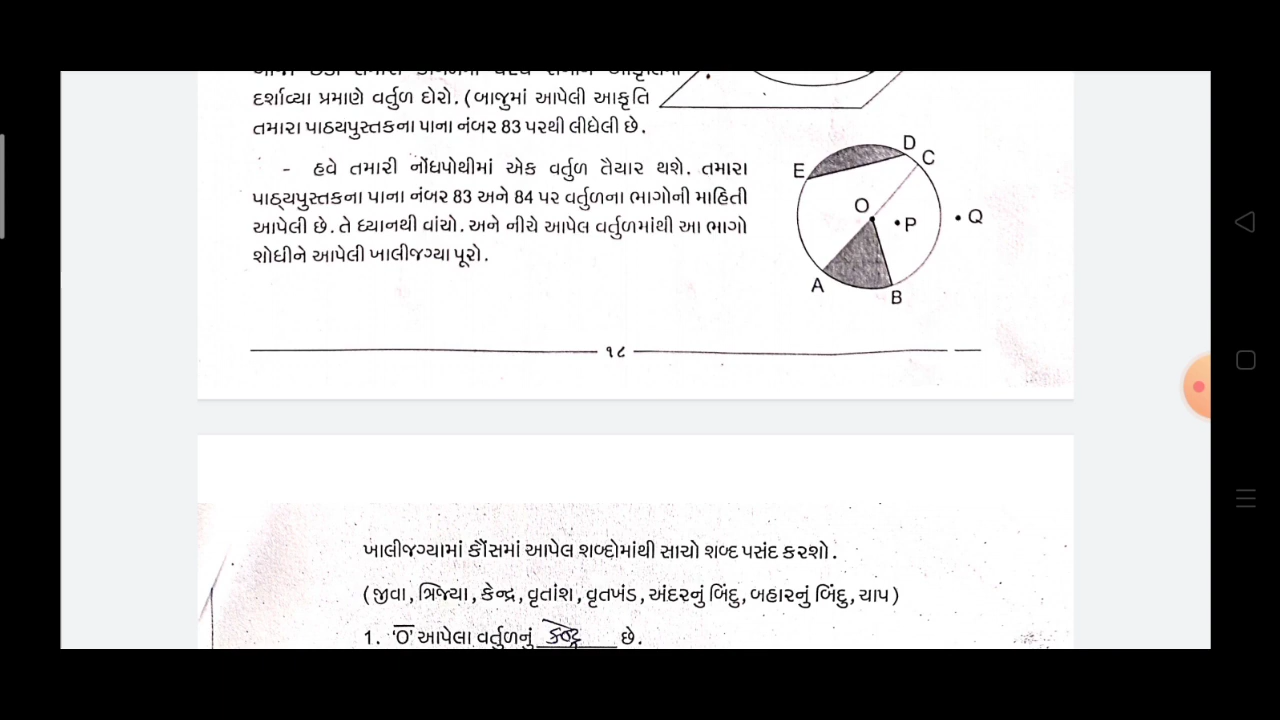 દર્શાવ્યા પ્રમાણે વર્તુળ દોરો. (બાજુમાં આપેલી આકૃતિ
તમારા પાઠયપુસ્તકના પાના નંબર 83 પરથી લીધેલી છે.
- હવે તમારી નોંધપોથીમાં એક વર્તુળ તૈયાર થશે. તમારા
પાઠ્યપુસ્તકના પાના નંબર 83 અને 84 પર વર્તુળના ભાગોની માહિતી
આપેલી છે. તે ધ્યાનથી વાંચો. અને નીચે આપેલ વર્તુળમાંથી આ ભાગો
શોધીને આપેલી ખાલીજગ્યા પૂરો.
D
C
E
O
P
Q
A
B
૧૮
ખાલીજગ્યામાં કૌંસમાં આપેલ શબ્દોમાંથી સાચો શબ્દ પસંદ કરશો.
(જીવા, ત્રિજ્યા, કેન્દ્ર, વૃતાંશ, વૃતખંડ, અંદરનું બિંદુ, બહારનું બિંદુ, ચાપ)
1. 'O' આપેલા વર્તુળનું કેન્દ્ર છે.